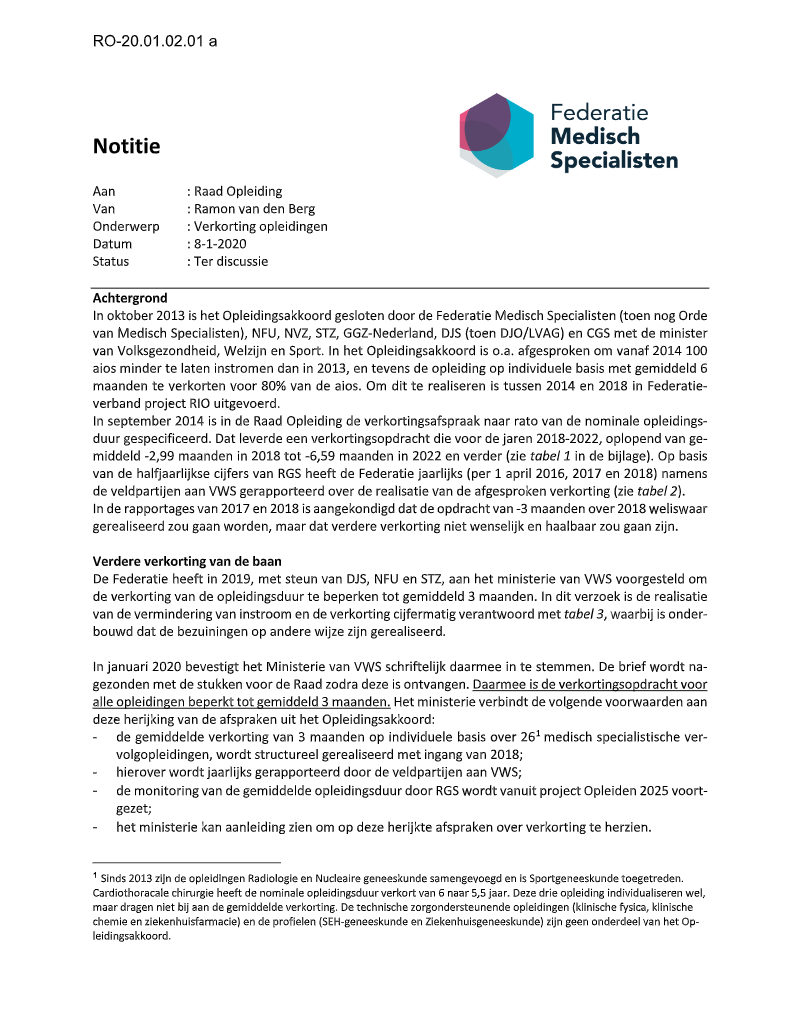 RO-20.01.02.01 a
Federatie
Medisch
Specialisten
Notitie
Aan : Raad Opleiding
Van : Ramon van den Berg
Onderwerp : Verkorting opleidingen
Datum : 8-1-2020
Status : Ter discussie
Achtergrond
In oktober 2013 is het Opleidingsakkoord gesloten door de Federatie Medisch Specialisten (toen nog Orde
van Medisch Specialisten), NFU, NVZ, STZ, GGZ-Nederland, DJS (toen DJO/LVAG) en CGS met de minister
van Volksgezondheid, Welzijn en Sport. In het Opleidingsakkoord is o.a. afgesproken om vanaf 2014 100
aios minder te laten instromen dan in 2013, en tevens de opleiding op individuele basis met gemiddeld 6
maanden te verkorten voor 80% van de aios. Om dit te realiseren is tussen 2014 en 2018 in Federatie-
verband project RIO uitgevoerd.
In september 2014 is in de Raad Opleiding de verkortingsafspraak naar rato van de nominale opleidings-
duur gespecificeerd. Dat leverde een verkortingsopdracht die voor de jaren 2018-2022, oplopend van ge-
middeld -2,99 maanden in 2018 tot -6,59 maanden in 2022 en verder (zie tabel 1 in de bijlage). Op basis
van de halfjaarlijkse cijfers van RGS heeft de Federatie jaarlijks (per 1 april 2016, 2017 en 2018) namens
de veldpartijen aan VWS gerapporteerd over de realisatie van de afgesproken verkorting (zie tabel 2).
In de rapportages van 2017 en 2018 is aangekondigd dat de opdracht van -3 maanden over 2018 weliswaar
gerealiseerd zou gaan worden, maar dat verdere verkorting niet wenselijk en haalbaar zou gaan zijn.
Verdere verkorting van de baan
De Federatie heeft in 2019, met steun van DJS, NFU en STZ, aan het ministerie van VWS voorgesteld om
de verkorting van de opleidingsduur te beperken tot gemiddeld 3 maanden. In dit verzoek is de realisatie
van de vermindering van instroom en de verkorting cijfermatig verantwoord met tabel 3, waarbij is onder-
bouwd dat de bezuiningen op andere wijze zijn gerealiseerd.
In januari 2020 bevestigt het Ministerie van VWS schriftelijk daarmee in te stemmen. De brief wordt na-
gezonden met de stukken voor de Raad zodra deze is ontvangen. Daarmee is de verkortingsopdracht voor
alle opleidingen beperkt tot gemiddeld 3 maanden. Het ministerie verbindt de volgende voorwaarden aan
deze herijking van de afspraken uit het Opleidingsakkoord:
- de gemiddelde verkorting van 3 maanden op individuele basis over 26¹ medisch specialistische ver-
volgopleidingen, wordt structureel gerealiseerd met ingang van 2018;
- hierover wordt jaarlijks gerapporteerd door de veldpartijen aan VWS;
- de monitoring van de gemiddelde opleidingsduur door RGS wordt vanuit project Opleiden 2025 voort-
gezet;
- het ministerie kan aanleiding zien om op deze herijkte afspraken over verkorting te herzien.
¹ Sinds 2013 zijn de opleidingen Radiologie en Nucleaire geneeskunde samengevoegd en is Sportgeneeskunde toegetreden.
Cardiothoracale chirurgie heeft de nominale opleidingsduur verkort van 6 naar 5,5 jaar. Deze drie opleiding individualiseren wel,
maar dragen niet bij aan de gemiddelde verkorting. De technische zorgondersteunende opleidingen (klinische fysica, klinische
chemie en ziekenhuisfarmacie) en de profielen (SEH-geneeskunde en Ziekenhuisgeneeskunde) zijn geen onderdeel van het Op-
leidingsakkoord.